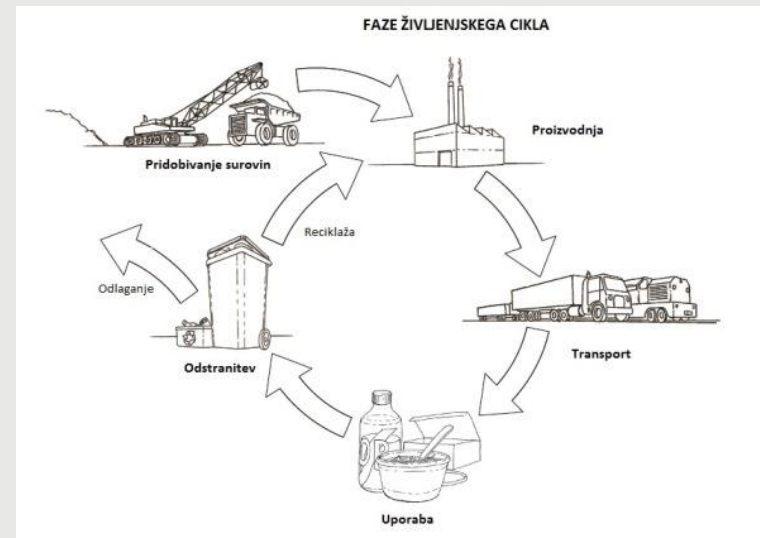 FAZE ŽIVLJENJSKEGA CIKLA
Proizvodnja
Pridobivanje surovin
Reciklaža
Odlaganje
Odstranitev
Transport
Uporaba